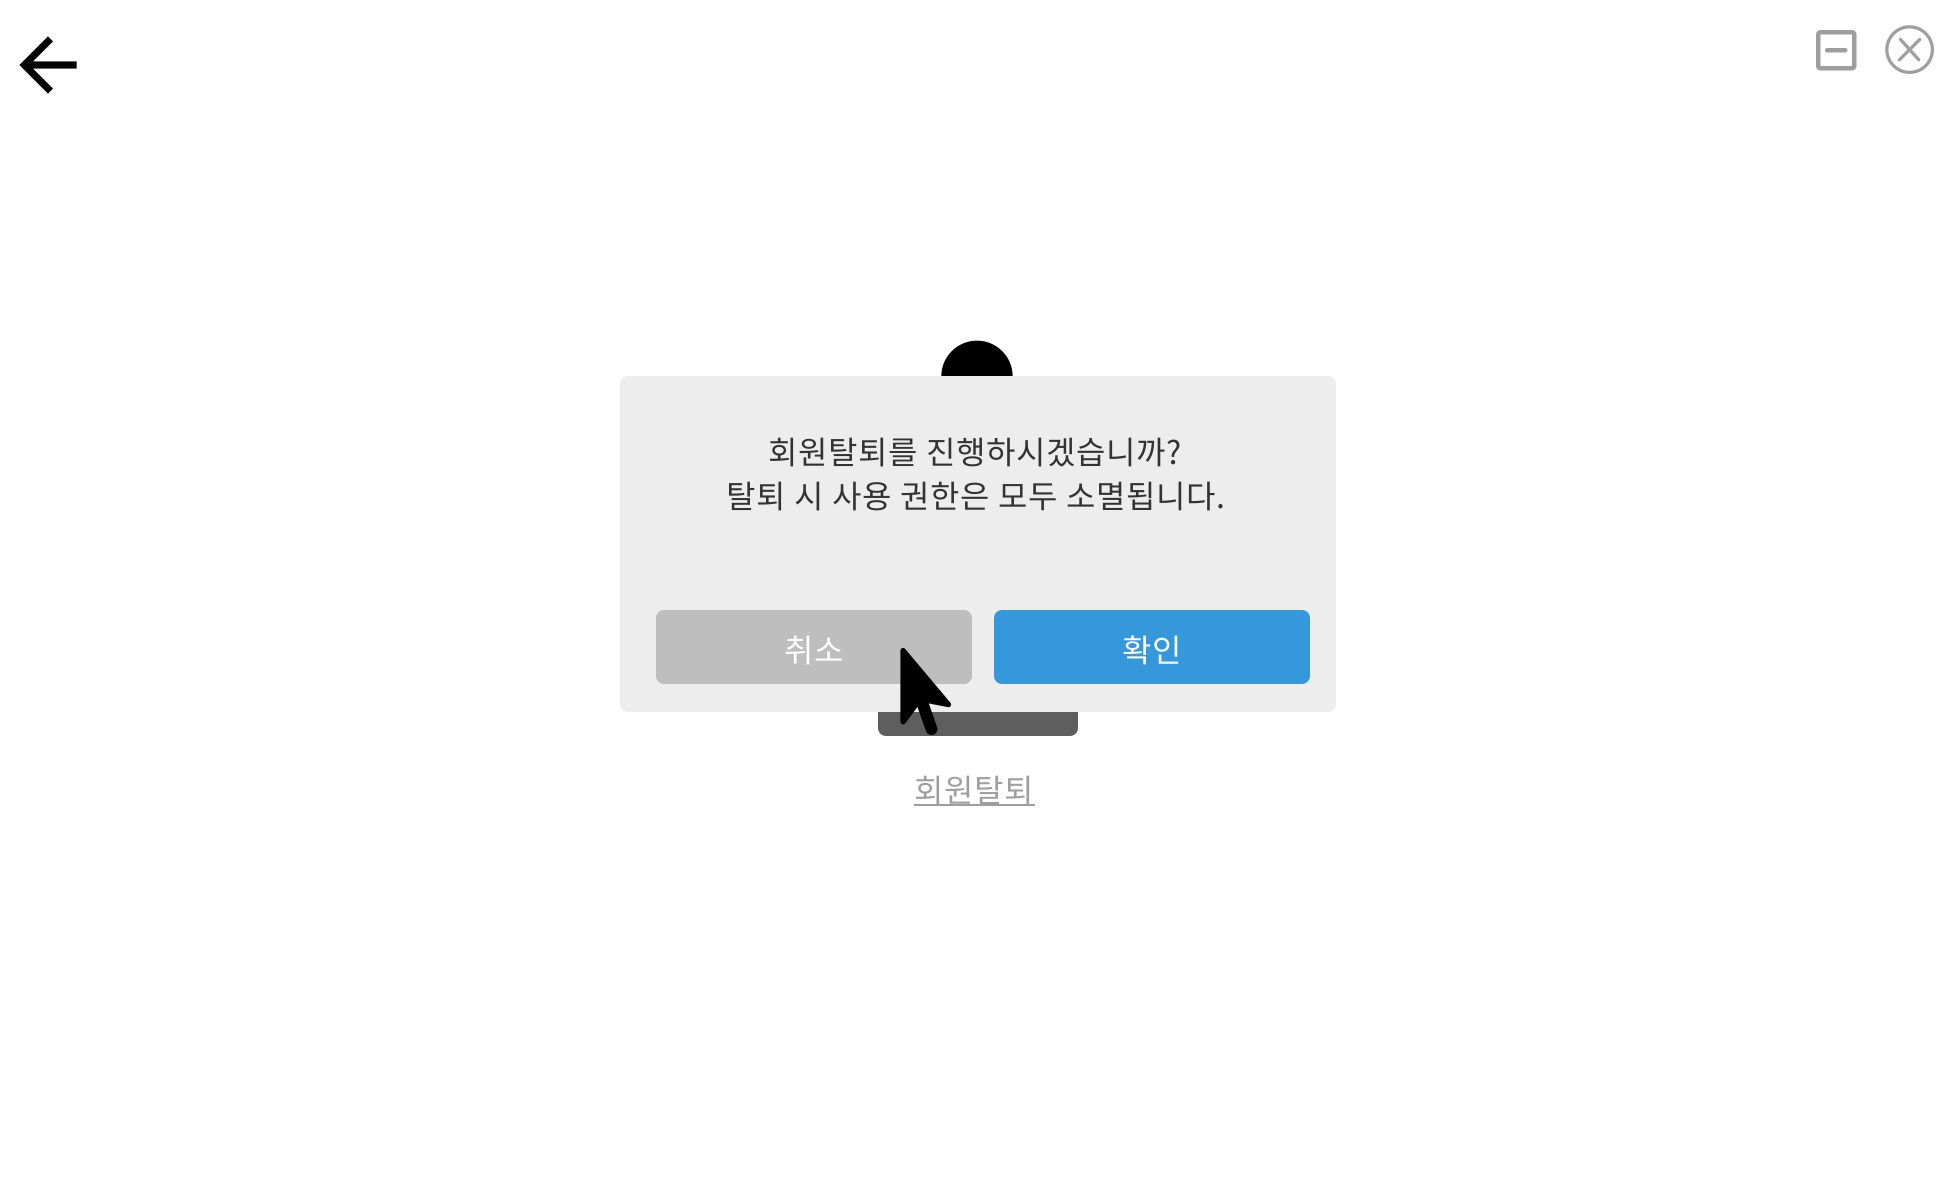 회원탈퇴를 진행하시겠습니까?
탈퇴 시 사용 권한은 모두 소멸됩니다.
취소
확인
회원탈퇴